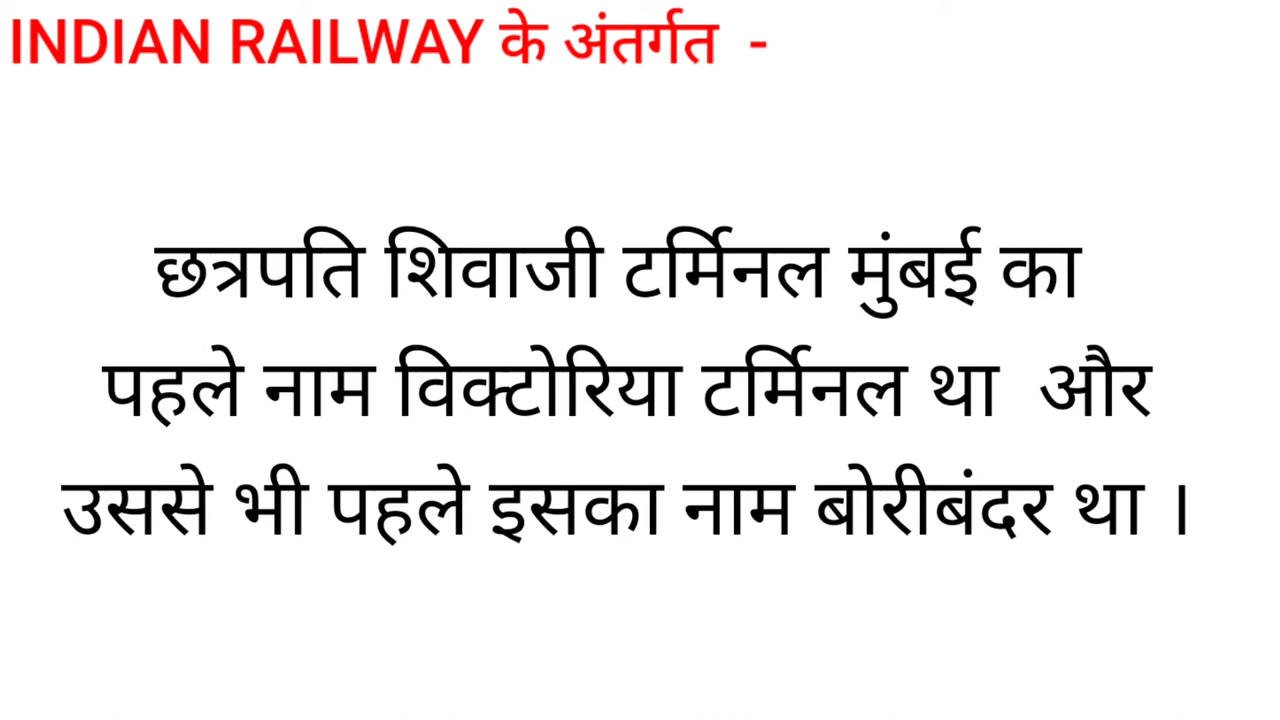 INDIAN RAILWAY के अंतर्गत -
छत्रपति शिवाजी टर्मिनल मुंबई का
पहले नाम विक्टोरिया टर्मिनल था और
उससे भी पहले इसका नाम बोरीबंदर था ।